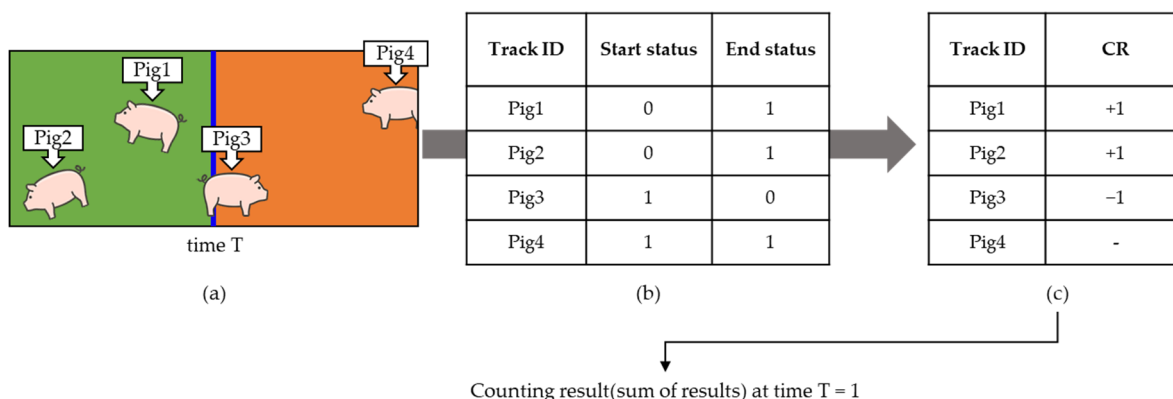 Pig4
Pig1
Pig2
Pig3
time T
(a)
Track ID Start status End status
Pig1 0 1
Pig2 0 1
Pig3 1 0
Pig4 1 1
(b)
Track ID CR
Pig1 +1
Pig2 +1
Pig3 −1
Pig4 -
(c)
Counting result(sum of results) at time T = 1